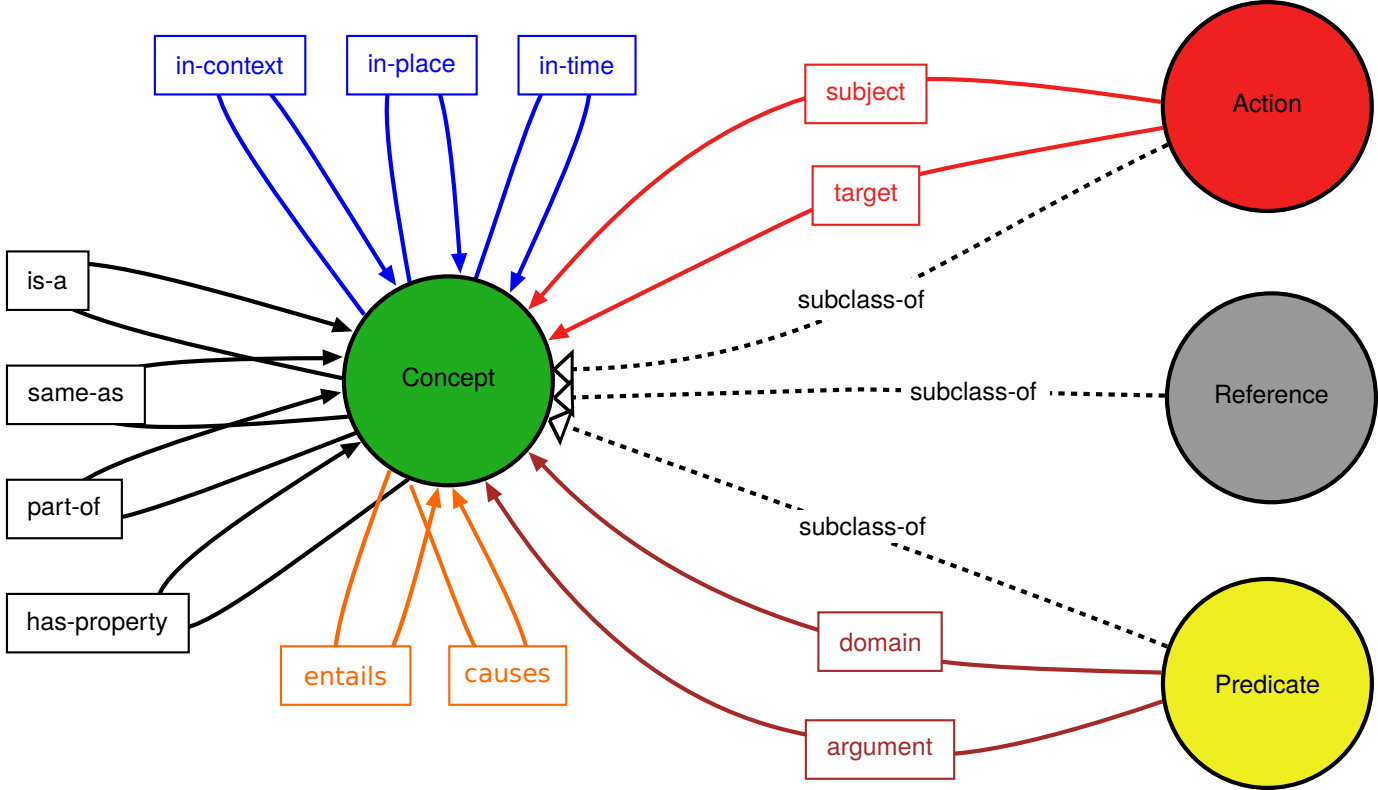 in-context
in-place
in-time
subject
Action
target
is-a
subclass-of
Concept
same-as
subclass-of
Reference
part-of
subclass-of
has-property
domain
entails
causes
Predicate
argument